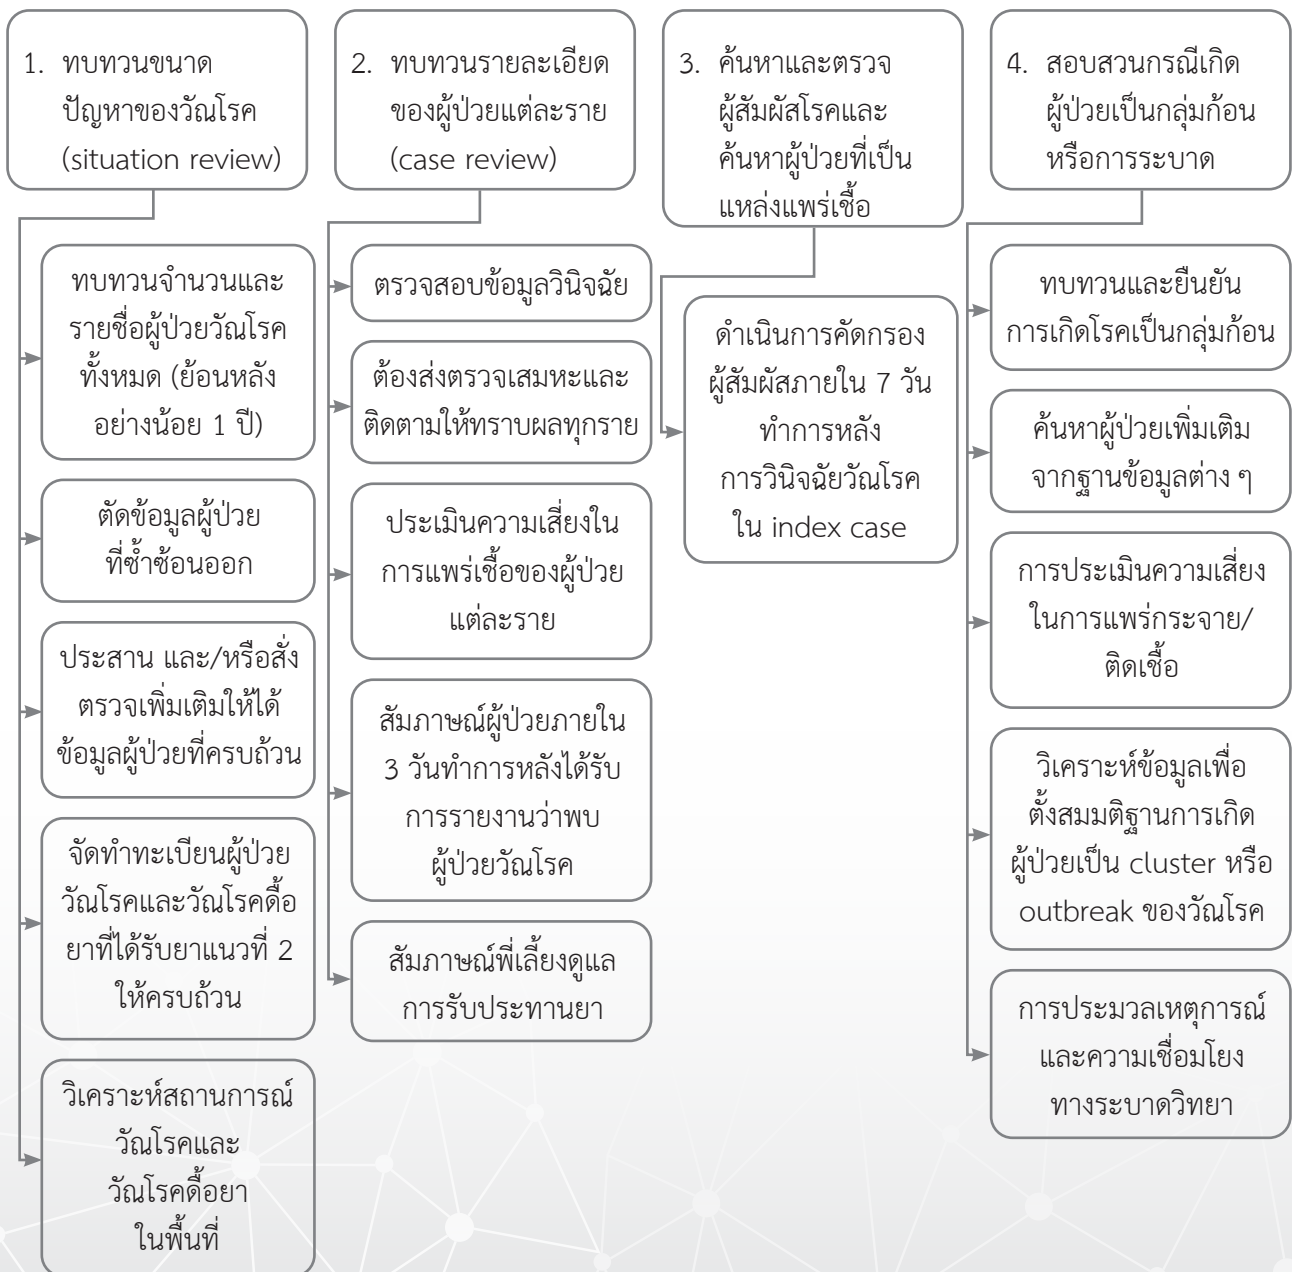 1. ทบทวนขนาด
ปัญหาของวัณโรค
(situation review)
ทบทวนจำนวนและ
รายชื่อผู้ป่วยวัณโรค
ทั้งหมด (ย้อนหลัง
อย่างน้อย 1 ปี)
ตัดข้อมูลผู้ป่วย
ที่ซ้ำซ้อนออก
ประสาน และ/หรือสั่ง
ตรวจเพิ่มเติมให้ได้
ข้อมูลผู้ป่วยที่ครบถ้วน
จัดทำทะเบียนผู้ป่วย
วัณโรคและวัณโรคดื้อ
ยาที่ได้รับยาแนวที่ 2
ให้ครบถ้วน
วิเคราะห์สถานการณ์
วัณโรคและ
วัณโรคดื้อยา
ในพื้นที่
2. ทบทวนรายละเอียด
ของผู้ป่วยแต่ละราย
(case review)
ตรวจสอบข้อมูลวินิจฉัย
ต้องส่งตรวจเสมหะและ
ติดตามให้ทราบผลทุกราย
ประเมินความเสี่ยงใน
การแพร่เชื้อของผู้ป่วย
แต่ละราย
สัมภาษณ์ผู้ป่วยภายใน
3 วันทำการหลังได้รับ
การรายงานว่าพบ
ผู้ป่วยวัณโรค
สัมภาษณ์พี่เลี้ยงดูแล
การรับประทานยา
3. ค้นหาและตรวจ
ผู้สัมผัสโรคและ
ค้นหาผู้ป่วยที่เป็น
แหล่งแพร่เชื้อ
ดำเนินการคัดกรอง
ผู้สัมผัสภายใน 7 วัน
ทำการหลัง
การวินิจฉัยวัณโรค
ใน index case
4. สอบสวนกรณีเกิด
ผู้ป่วยเป็นกลุ่มก้อน
หรือการระบาด
ทบทวนและยืนยัน
การเกิดโรคเป็นกลุ่มก้อน
ค้นหาผู้ป่วยเพิ่มเติม
จากฐานข้อมูลต่าง ๆ
การประเมินความเสี่ยง
ในการแพร่กระจาย/
ติดเชื้อ
วิเคราะห์ข้อมูลเพื่อ
ตั้งสมมติฐานการเกิด
ผู้ป่วยเป็น cluster หรือ
outbreak ของวัณโรค
การประมวลเหตุการณ์
และความเชื่อมโยง
ทางระบาดวิทยา